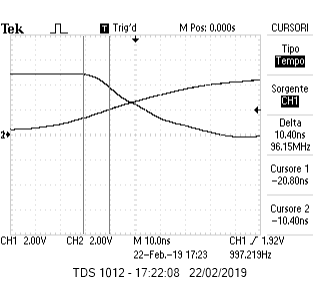 Tek T Trig'd M Pos: 0.000s CURSORI
Tipo
Tempo
Sorgente
CH1
Delta
10.40ns
96.15MHz
2
Cursore 1
-20.80ns
Cursore 2
-10.40ns
CH1 2.00V CH2 2.00V M 10.0ns CH1 / 1.92V
22-Feb.-19 17:23 997.219Hz
TDS 1012 - 17:22:08 22/02/2019